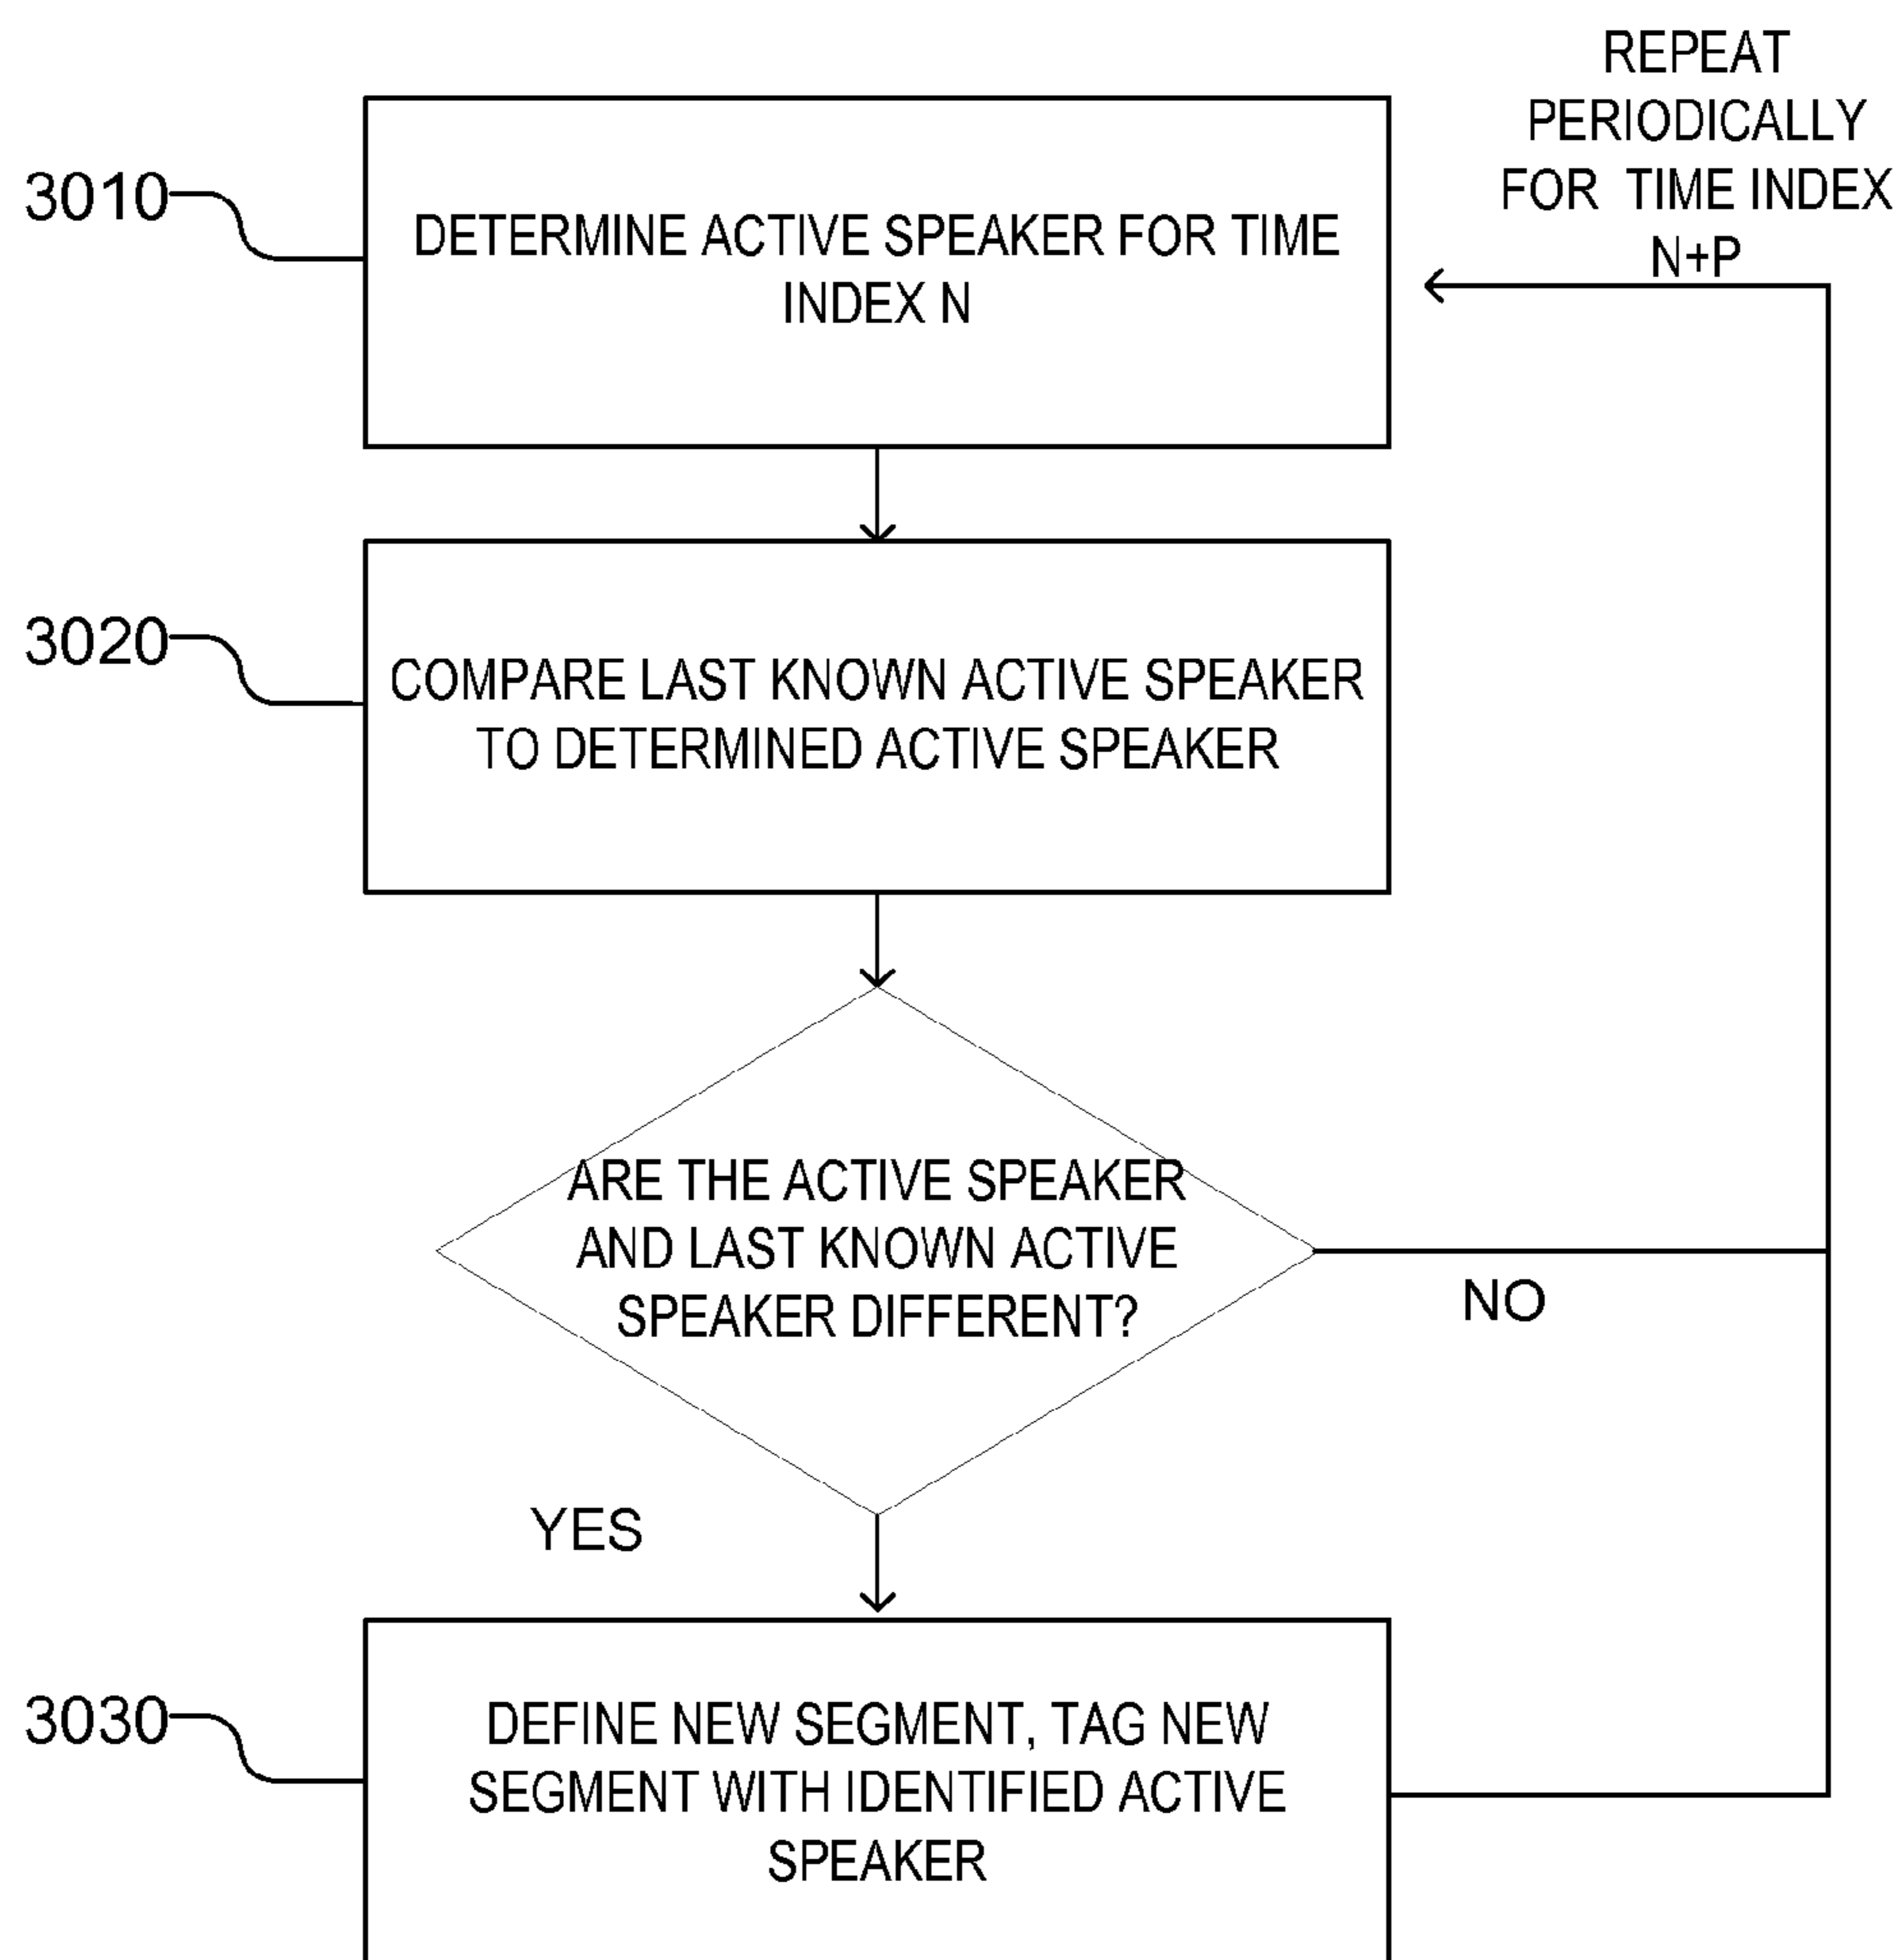 REPEAT
PERIODICALLY
FOR TIME INDEX
N+P
3010
DETERMINE ACTIVE SPEAKER FOR TIME
INDEX N
3020
COMPARE LAST KNOWN ACTIVE SPEAKER
TO DETERMINED ACTIVE SPEAKER
ARE THE ACTIVE SPEAKER
AND LAST KNOWN ACTIVE
SPEAKER DIFFERENT?
NO
YES
3030
DEFINE NEW SEGMENT, TAG NEW
SEGMENT WITH IDENTIFIED ACTIVE
SPEAKER